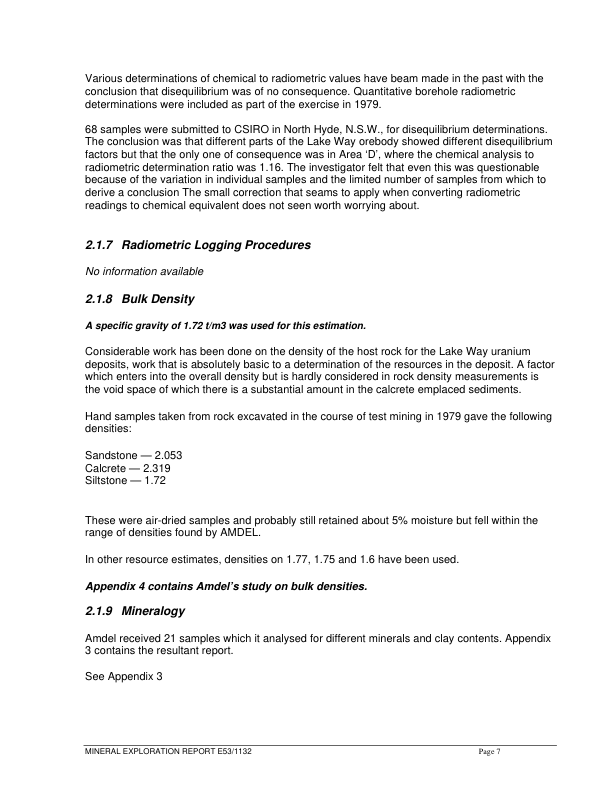 Various determinations of chemical to radiometric values have beam made in the past with the
conclusion that disequilibrium was of no consequence. Quantitative borehole radiometric
determinations were included as part of the exercise in 1979.
68 samples were submitted to CSIRO in North Hyde, N.S.W., for disequilibrium determinations.
The conclusion was that different parts of the Lake Way orebody showed different disequilibrium
factors but that the only one of consequence was in Area ‘D’, where the chemical analysis to
radiometric determination ratio was 1.16. The investigator felt that even this was questionable
because of the variation in individual samples and the limited number of samples from which to
derive a conclusion The small correction that seams to apply when converting radiometric
readings to chemical equivalent does not seen worth worrying about.
2.1.7 Radiometric Logging Procedures
No information available
2.1.8 Bulk Density
A specific gravity of 1.72 t/m3 was used for this estimation.
Considerable work has been done on the density of the host rock for the Lake Way uranium
deposits, work that is absolutely basic to a determination of the resources in the deposit. A factor
which enters into the overall density but is hardly considered in rock density measurements is
the void space of which there is a substantial amount in the calcrete emplaced sediments.
Hand samples taken from rock excavated in the course of test mining in 1979 gave the following
densities:
Sandstone — 2.053
Calcrete — 2.319
Siltstone — 1.72
These were air-dried samples and probably still retained about 5% moisture but fell within the
range of densities found by AMDEL.
In other resource estimates, densities on 1.77, 1.75 and 1.6 have been used.
Appendix 4 contains Amdel’s study on bulk densities.
2.1.9 Mineralogy
Amdel received 21 samples which it analysed for different minerals and clay contents. Appendix
3 contains the resultant report.
See Appendix 3
MINERAL EXPLORATION REPORT E53/1132 Page 7